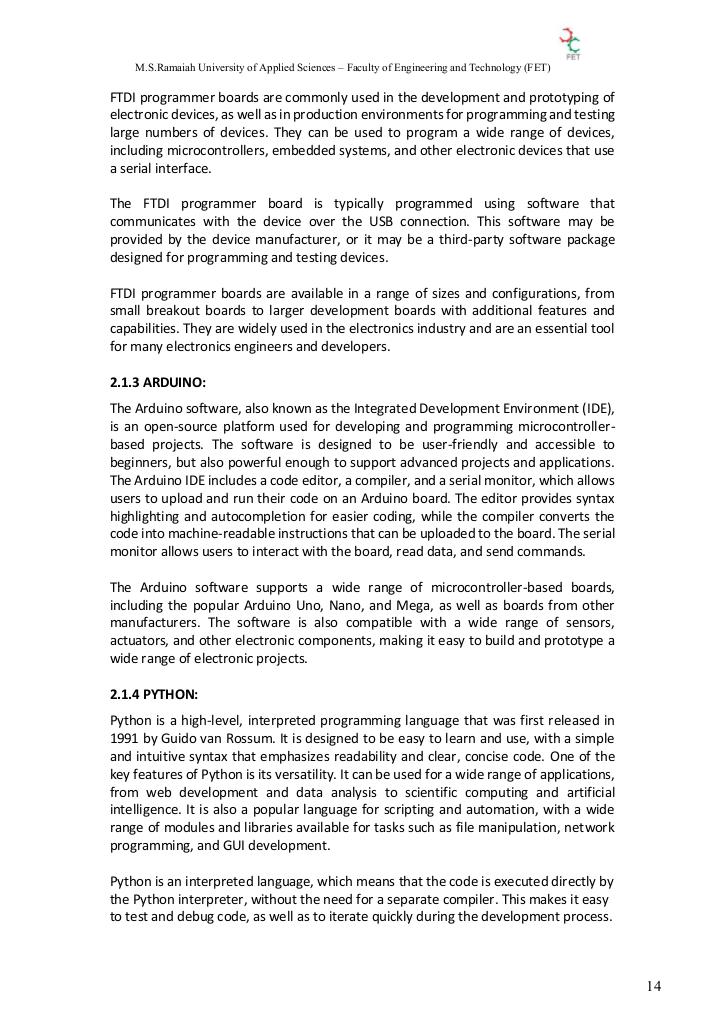 FET
M.S.Ramaiah University of Applied Sciences – Faculty of Engineering and Technology (FET)
FTDI programmer boards are commonly used in the development and prototyping of
electronic devices, as well as in production environments for programming and testing
large numbers of devices. They can be used to program a wide range of devices,
including microcontrollers, embedded systems, and other electronic devices that use
a serial interface.
The FTDI programmer board is typically programmed using software that
communicates with the device over the USB connection. This software may be
provided by the device manufacturer, or it may be a third-party software package
designed for programming and testing devices.
FTDI programmer boards are available in a range of sizes and configurations, from
small breakout boards to larger development boards with additional features and
capabilities. They are widely used in the electronics industry and are an essential tool
for many electronics engineers and developers.
2.1.3 ARDUINO:
The Arduino software, also known as the Integrated Development Environment (IDE),
is an open-source platform used for developing and programming microcontroller-
based projects. The software is designed to be user-friendly and accessible to
beginners, but also powerful enough to support advanced projects and applications.
The Arduino IDE includes a code editor, a compiler, and a serial monitor, which allows
users to upload and run their code on an Arduino board. The editor provides syntax
highlighting and autocompletion for easier coding, while the compiler converts the
code into machine-readable instructions that can be uploaded to the board. The serial
monitor allows users to interact with the board, read data, and send commands.
The Arduino software supports a wide range of microcontroller-based boards,
including the popular Arduino Uno, Nano, and Mega, as well as boards from other
manufacturers. The software is also compatible with a wide range of sensors,
actuators, and other electronic components, making it easy to build and prototype a
wide range of electronic projects.
2.1.4 PYTHON:
Python is a high-level, interpreted programming language that was first released in
1991 by Guido van Rossum. It is designed to be easy to learn and use, with a simple
and intuitive syntax that emphasizes readability and clear, concise code. One of the
key features of Python is its versatility. It can be used for a wide range of applications,
from web development and data analysis to scientific computing and artificial
intelligence. It is also a popular language for scripting and automation, with a wide
range of modules and libraries available for tasks such as file manipulation, network
programming, and GUI development.
Python is an interpreted language, which means that the code is executed directly by
the Python interpreter, without the need for a separate compiler. This makes it easy
to test and debug code, as well as to iterate quickly during the development process.
14